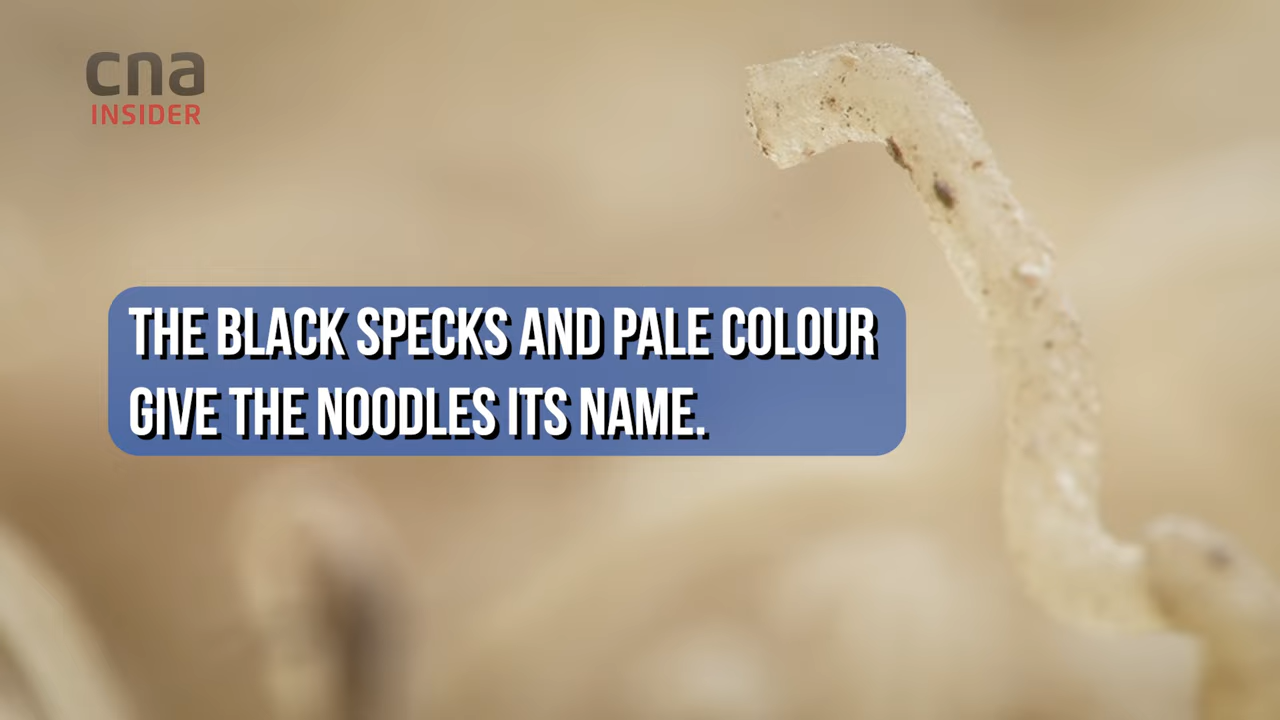 cna
INSIDER
THE BLACK SPECKS AND PALE COLOUR
GIVE THE NOODLES ITS NAME.